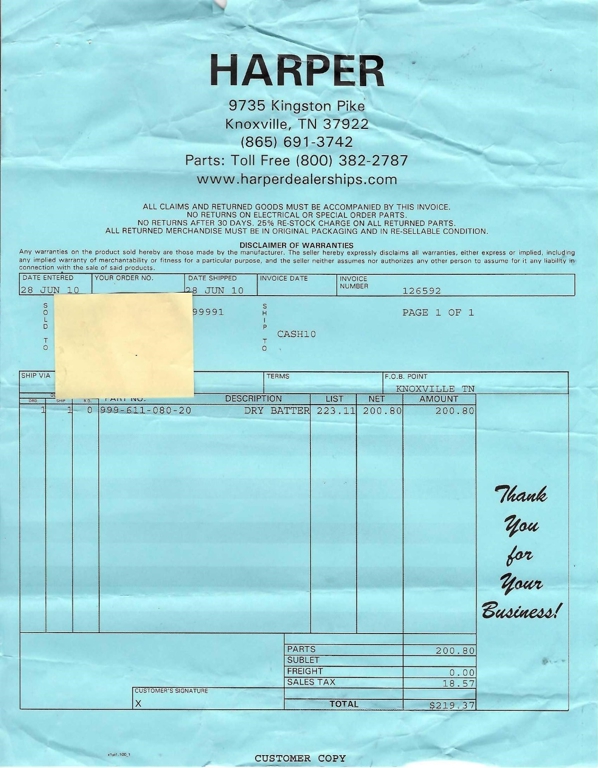 HARPER
9735 Kingston Pike
Knoxville, TN 37922
(865) 691-3742
Parts: Toll Free (800) 382-2787
www.harperdealerships.com
ALL CLAIMS AND RETURNED GOODS MUST BE ACCOMPANIED BY THIS INVOICE.
NO RETURNS ON ELECTRICAL OR SPECIAL ORDER PARTS.
NO RETURNS AFTER 30 DAYS. 25% RE-STOCK CHARGE ON ALL RETURNED PARTS.
ALL RETURNED MERCHANDISE MUST BE IN ORIGINAL PACKAGING AND IN RE-SELLABLE CONDITION.
DISCLAIMER OF WARRANTIES
Any warranties on the product sold hereby are those made by the manufacturer. The seller hereby expressly disclaims all warranties, either express or implied, including
any implied warranty of merchantability or fitness for a particular purpose, and the seller neither assumes nor authorizes any other person to assume for it any liability in
connection with the sale of said products.
DATE ENTERED YOUR ORDER NO. DATE SHIPPED INVOICE DATE INVOICE NUMBER
28 JUN 10 28 JUN 10 126592
SOLD TO 99991 SHIP TO PAGE 1 OF 1
CASH10
SHIP VIA TERMS F.O.B. POINT
KNOXVILLE TN
PART NO. DESCRIPTION LIST NET AMOUNT
1 1 0 999-611-080-20 DRY BATTER 223.11 200.80 200.80
Thank
You
for
Your
Business!
PARTS 200.80
SUBLET
FREIGHT 0.00
SALES TAX 18.57
CUSTOMER'S SIGNATURE
X
TOTAL $219.37
CUSTOMER COPY